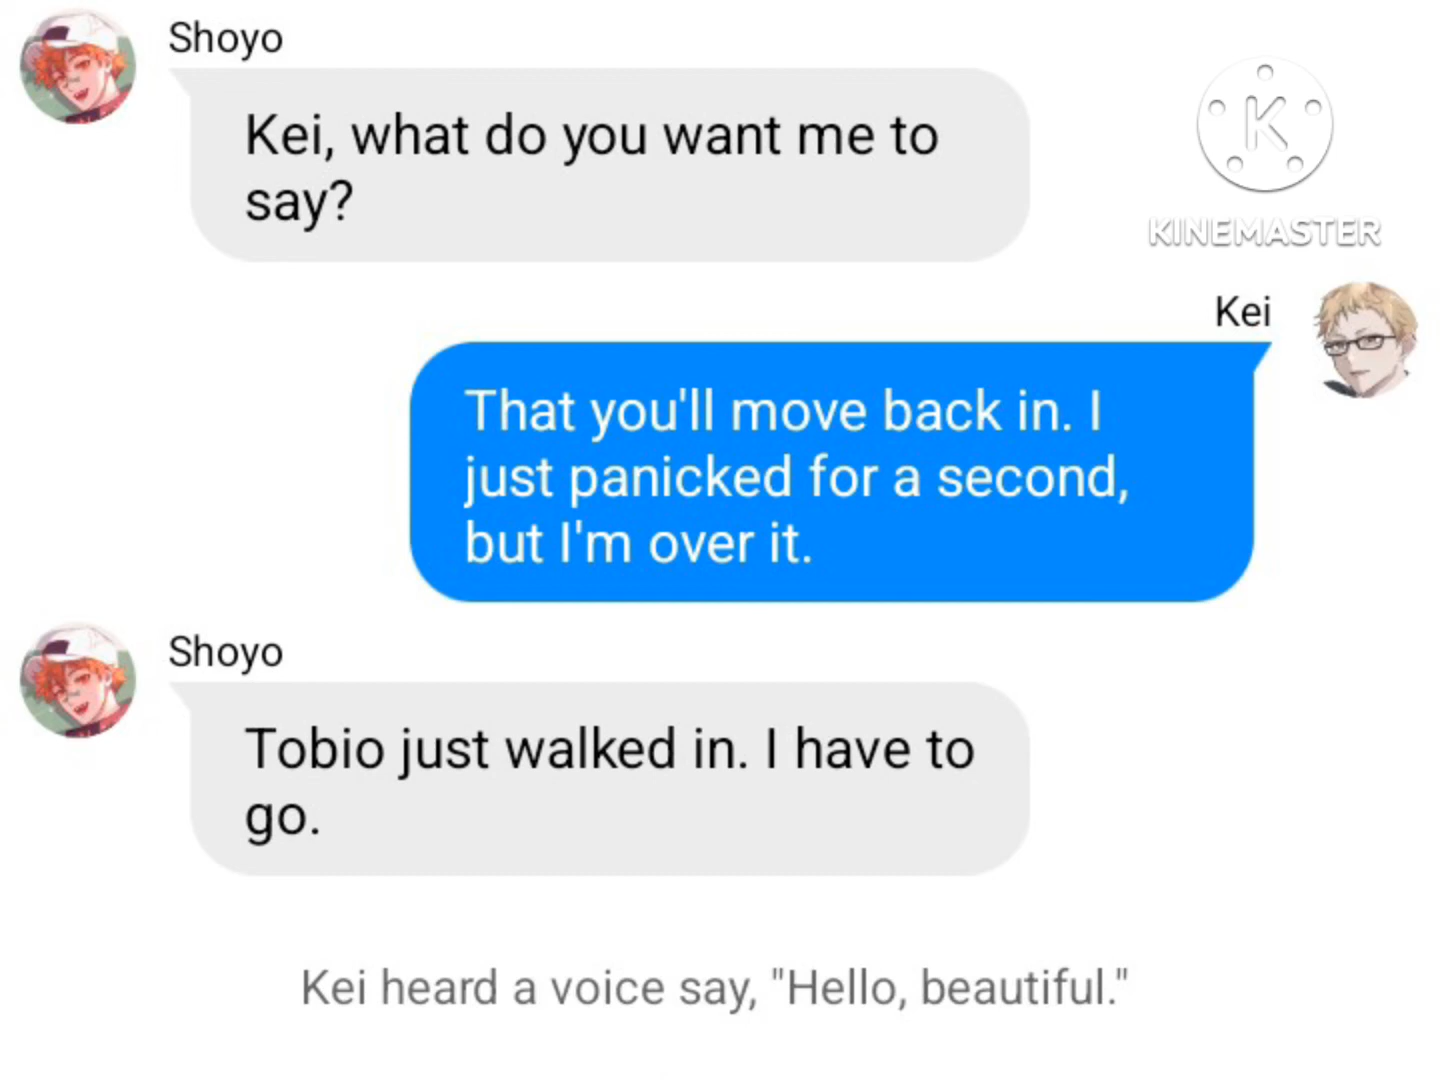 Shoyo
Kei, what do you want me to
say?
K
KINEMASTER
Kei
That you'll move back in. I
just panicked for a second,
but I'm over it.
Shoyo
Tobio just walked in. I have to
go.
Kei heard a voice say, "Hello, beautiful."